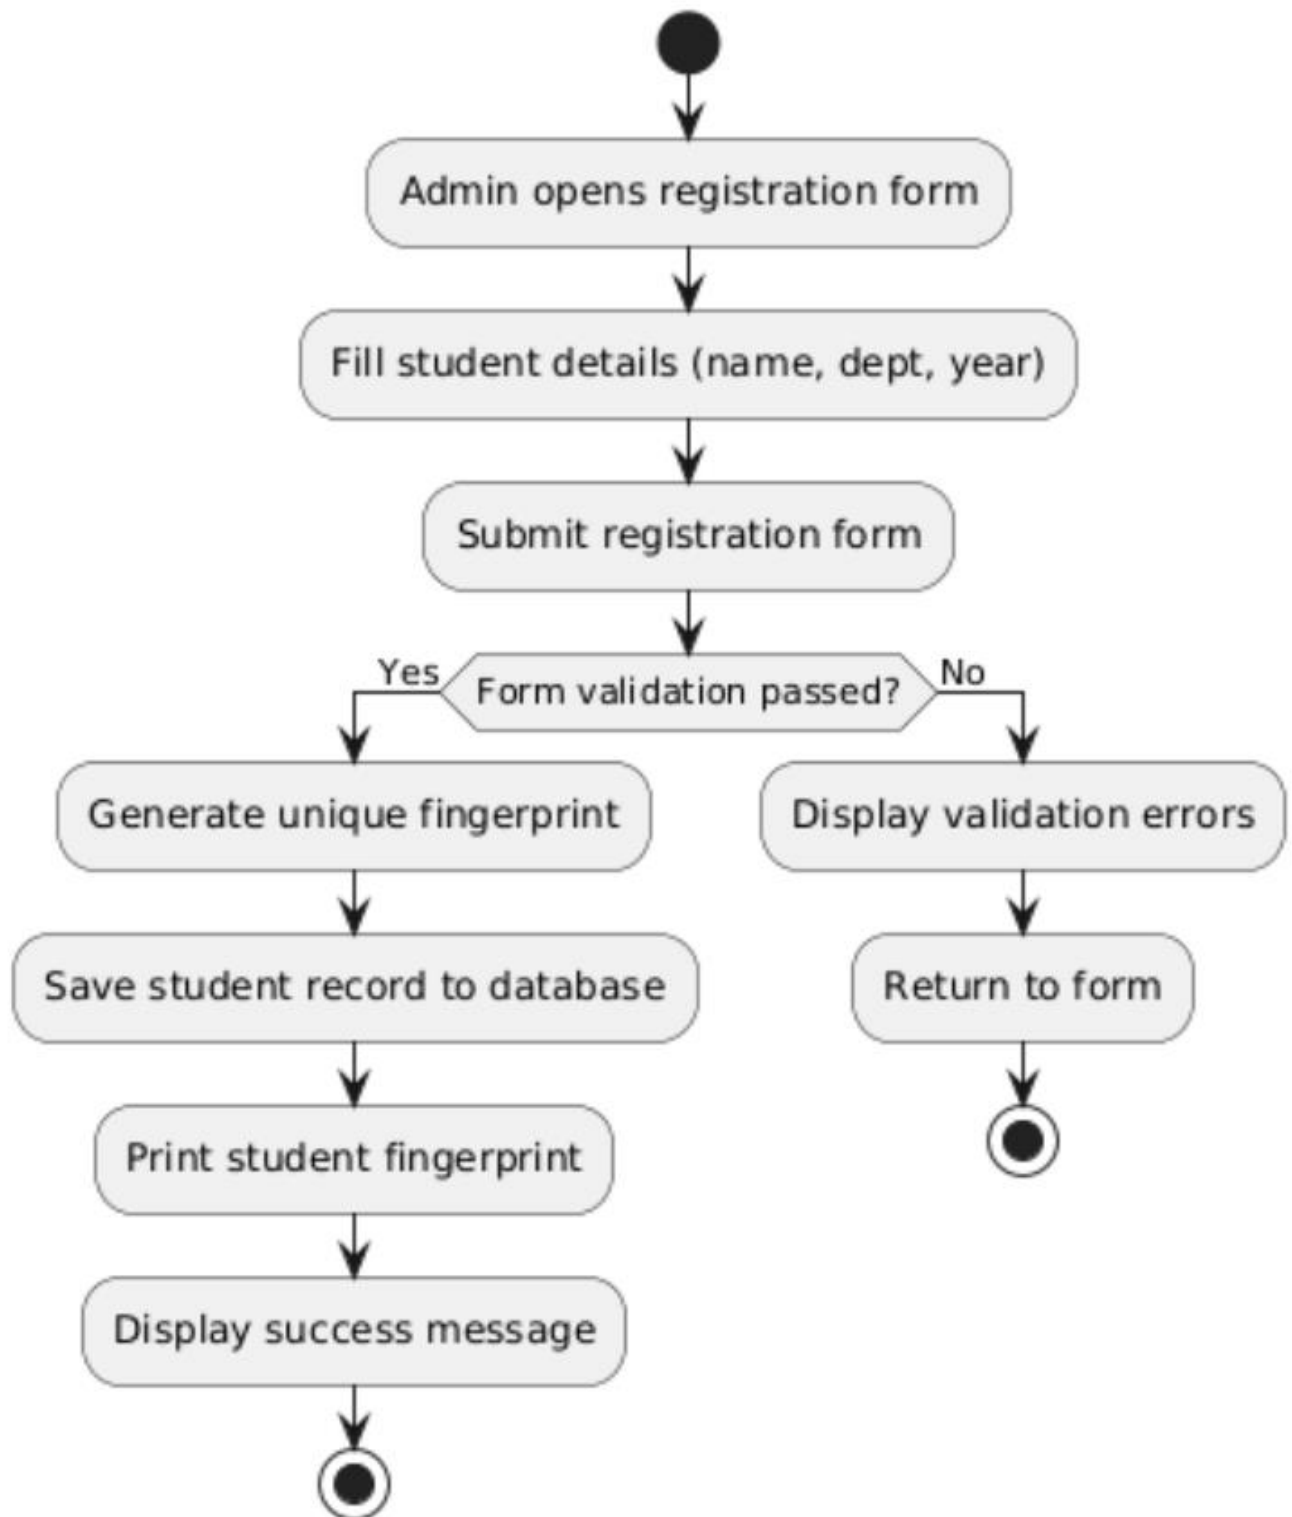 Admin opens registration form
Fill student details (name, dept, year)
Submit registration form
Form validation passed?
Yes
No
Generate unique fingerprint
Save student record to database
Print student fingerprint
Display success message
Display validation errors
Return to form